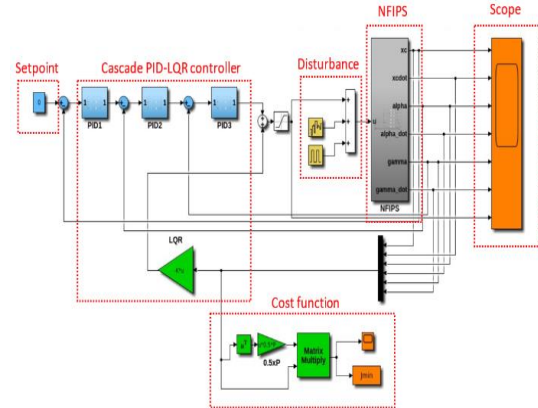 NFIPS
Scope
Setpoint
Cascade PID-LQR controller
Disturbance
xc
xcdot
alpha
alpha_dot
gamma
gamma_dot
u
NFIPS
0
PID1
PID2
PID3
LQR
Cost function
0.5xP
Matrix
Multiply
Jmin